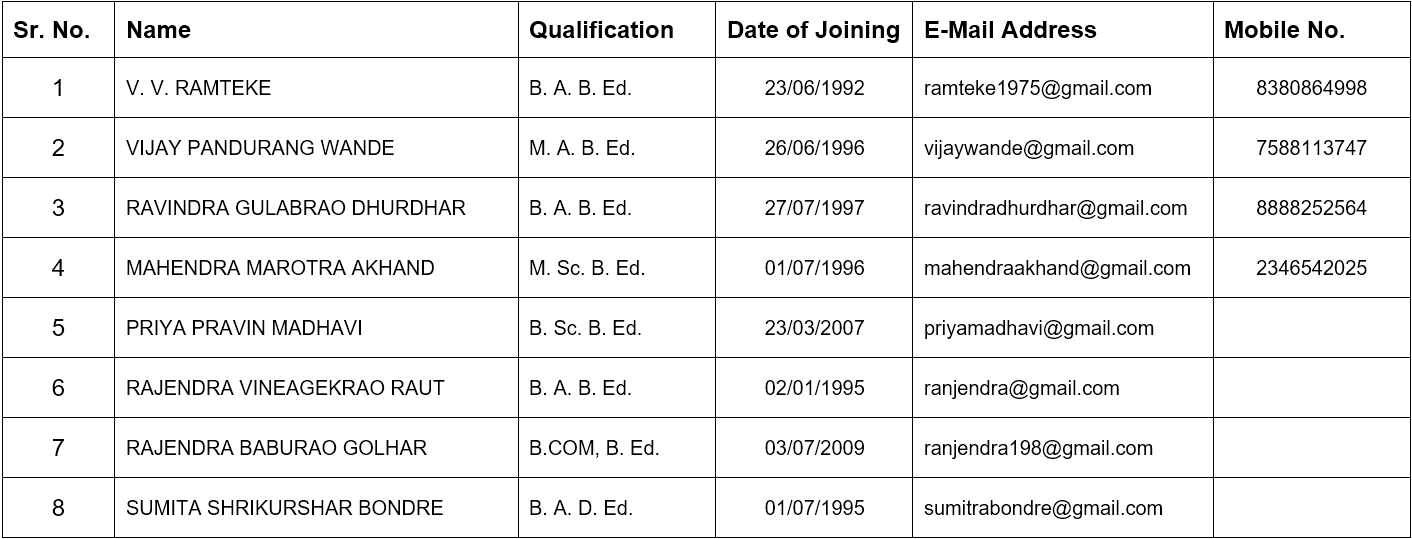 Sr. No. Name Qualification Date of Joining E-Mail Address Mobile No.
1 V. V. RAMTEKE B. A. B. Ed. 23/06/1992 ramteke1975@gmail.com 8380864998
2 VIJAY PANDURANG WANDE M. A. B. Ed. 26/06/1996 vijaywande@gmail.com 7588113747
3 RAVINDRA GULABRAO DHURDHAR B. A. B. Ed. 27/07/1997 ravindradhurdhar@gmail.com 8888252564
4 MAHENDRA MAROTRA AKHAND M. Sc. B. Ed. 01/07/1996 mahendraakhand@gmail.com 2346542025
5 PRIYA PRAVIN MADHAVI B. Sc. B. Ed. 23/03/2007 priyamadhavi@gmail.com
6 RAJENDRA VINEAGEKRAO RAUT B. A. B. Ed. 02/01/1995 ranjendra@gmail.com
7 RAJENDRA BABURAO GOLHAR B.COM, B. Ed. 03/07/2009 ranjendra198@gmail.com
8 SUMITA SHRIKURSHAR BONDRE B. A. D. Ed. 01/07/1995 sumitrabondre@gmail.com